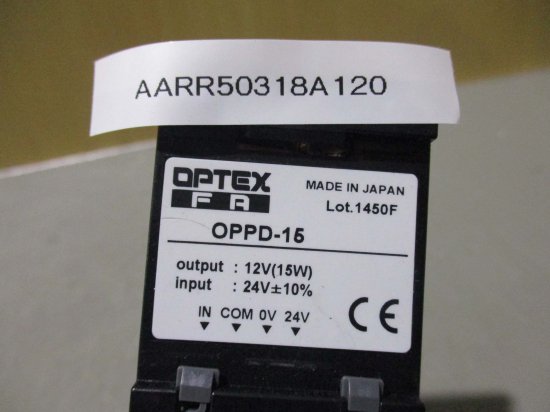 AARR50318A120
OPTEX
FA
MADE IN JAPAN
Lot.1450F
OPPD-15
output : 12V(15W)
input : 24V±10%
IN COM 0V 24V
CE